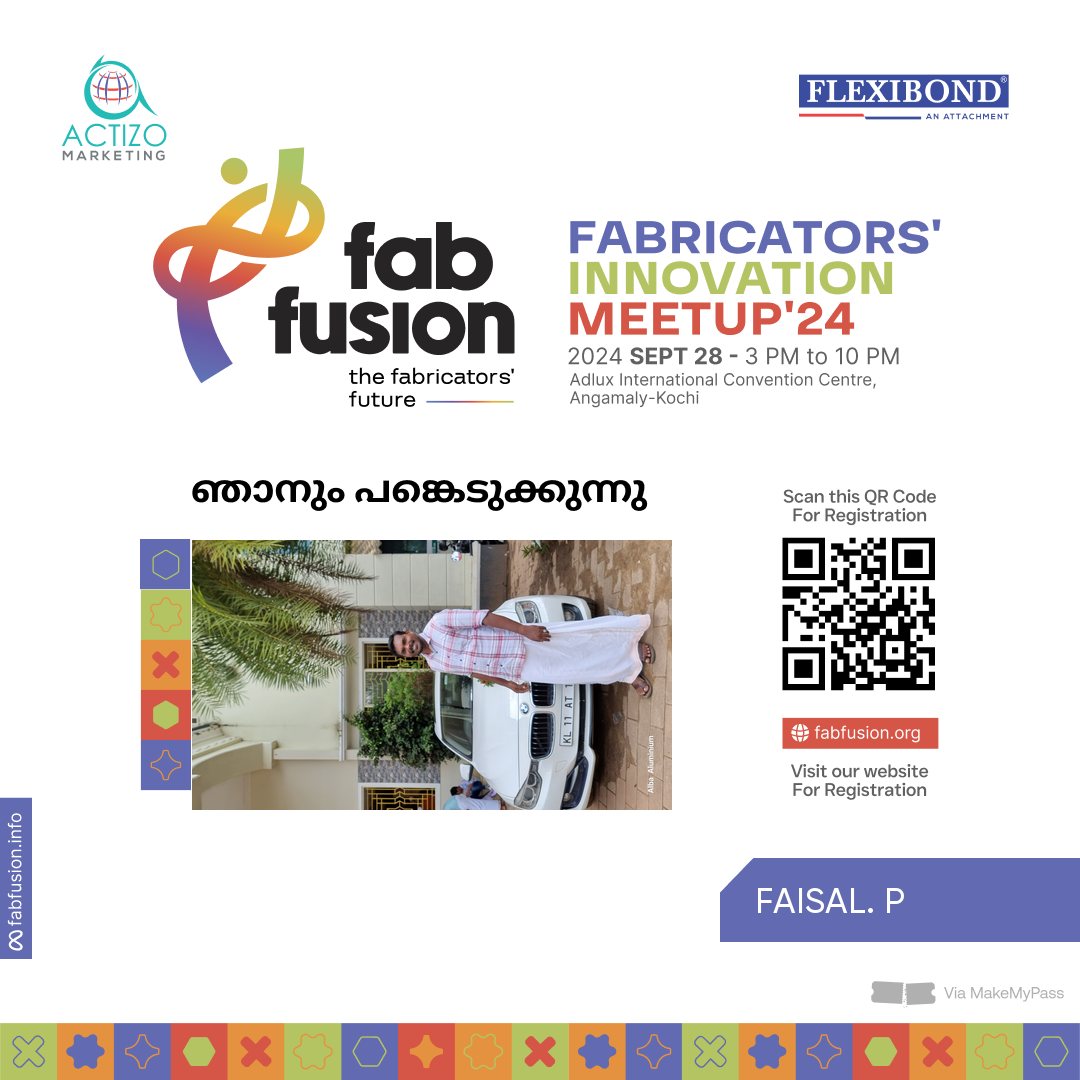 ACTIZO
MARKETING
FLEXIBOND®
AN ATTACHMENT
fab
fusion
the fabricators'
future
FABRICATORS'
INNOVATION
MEETUP'24
2024 SEPT 28 - 3 PM to 10 PM
Adlux International Convention Centre,
Angamaly-Kochi
ഞാനും പങ്കെടുക്കുന്നു
Scan this QR Code
For Registration
KL 11 AT
Alba Aluminium
fabfusion.org
Visit our website
For Registration
fabfusion.info
FAISAL. P
Via MakeMyPass